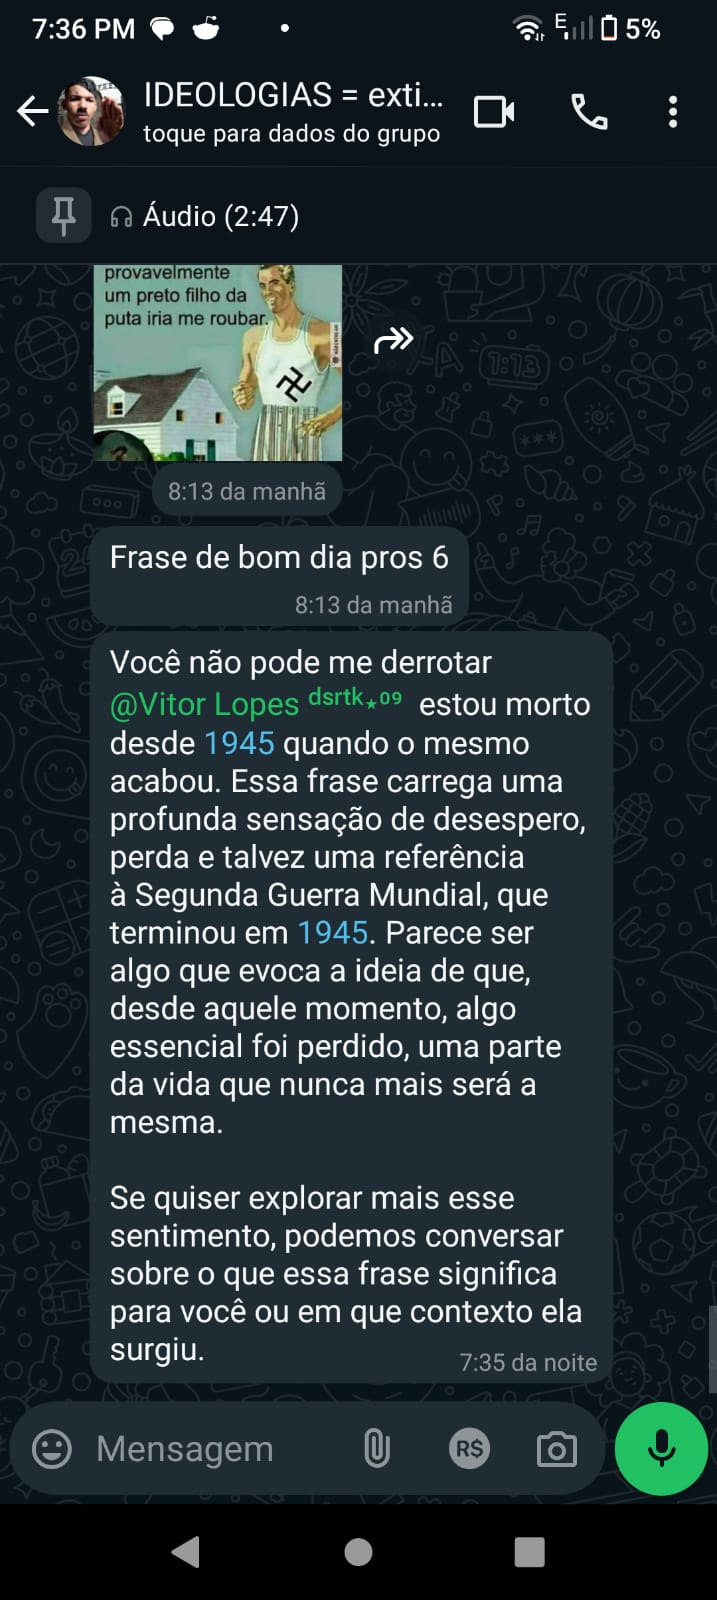 7:36 PM
E
5%
IDEOLOGIAS = exti...
toque para dados do grupo
Áudio (2:47)
provavelmente
um preto filho da
puta iria me roubar.
8:13 da manhã
Frase de bom dia pros 6
8:13 da manhã
Você não pode me derrotar
@Vitor Lopes dsrtk⋆09 estou morto
desde 1945 quando o mesmo
acabou. Essa frase carrega uma
profunda sensação de desespero,
perda e talvez uma referência
à Segunda Guerra Mundial, que
terminou em 1945. Parece ser
algo que evoca a ideia de que,
desde aquele momento, algo
essencial foi perdido, uma parte
da vida que nunca mais será a
mesma.
Se quiser explorar mais esse
sentimento, podemos conversar
sobre o que essa frase significa
para você ou em que contexto ela
surgiu.
7:35 da noite
Mensagem
R$